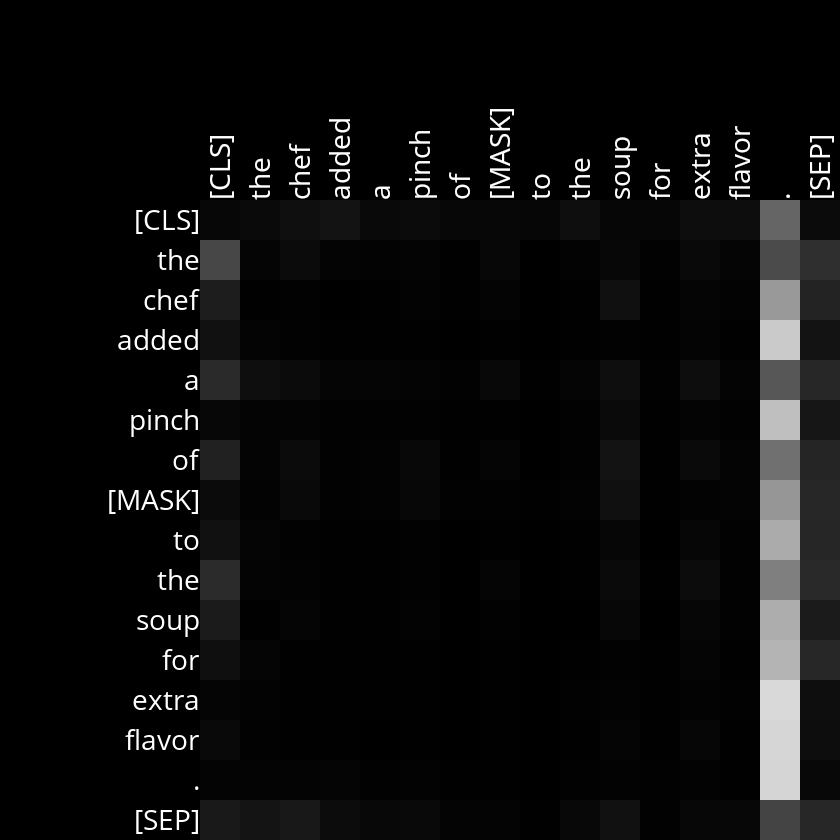 [CLS] the chef added a pinch of [MASK] to the soup for extra flavor . [SEP]
[CLS]
the
chef
added
a
pinch
of
[MASK]
to
the
soup
for
extra
flavor
.
[SEP]